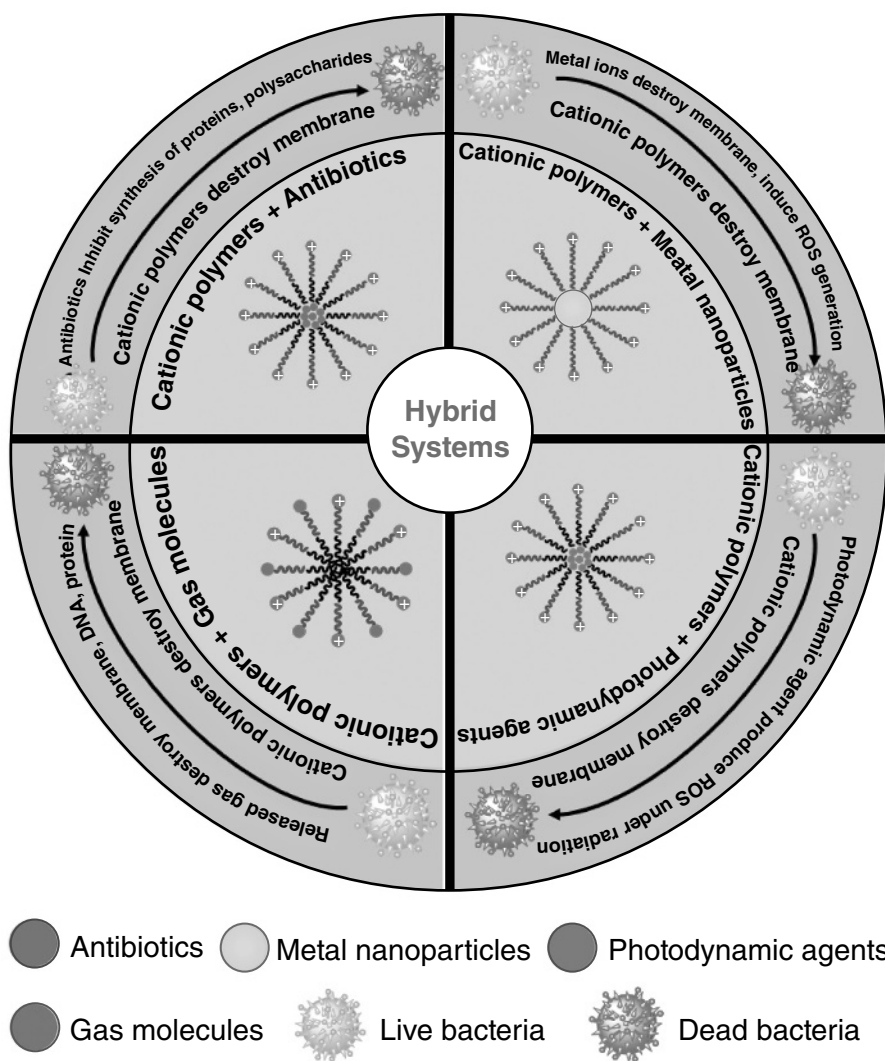 Antibiotics Inhibit synthesis of proteins, polysaccharides
Cationic polymers destroy membrane
Cationic polymers + Antibiotics
Metal ions destroy membrane, induce ROS generation
Cationic polymers destroy membrane
Cationic polymers + Meatal nanoparticles
Hybrid
Systems
Cationic polymers + Gas molecules
Cationic polymers destroy membrane
Released gas destroy membrane, DNA, protein
Cationic polymers + Photodynamic agents
Cationic polymers destroy membrane
Photodynamic agent produce ROS under radiation
Antibiotics
Metal nanoparticles
Photodynamic agents
Gas molecules
Live bacteria
Dead bacteria